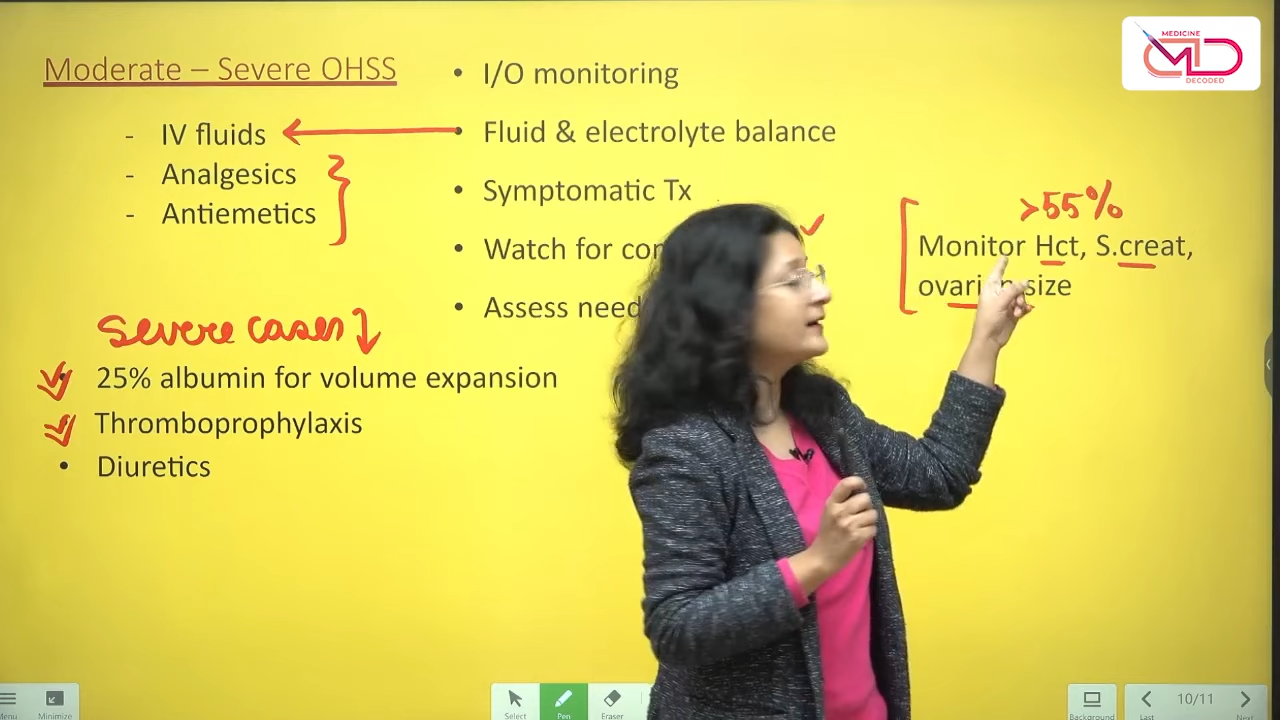 Moderate – Severe OHSS
- IV fluids
- Analgesics
- Antiemetics
• I/O monitoring
• Fluid & electrolyte balance
• Symptomatic Tx
• Watch for
• Assess need
>55%
Monitor Hct, S.creat,
size
severe cases
25% albumin for volume expansion
Thromboprophylaxis
• Diuretics
MEDICINE
MD
DECODED
Menu
Minimize
Select
Pen
Eraser
Background
Last
10/11
Next